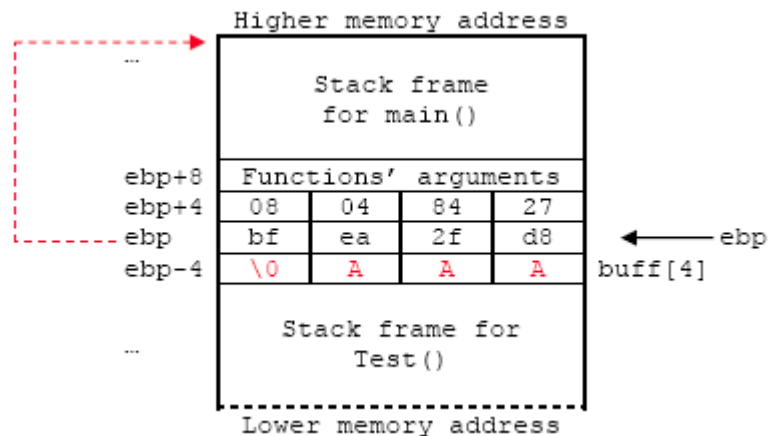 Higher memory address
…
Stack frame
for main()
ebp+8 Functions' arguments
ebp+4 08 04 84 27
ebp bf ea 2f d8 ebp
ebp-4 \0 A A A buff[4]
Stack frame for
… Test()
Lower memory address